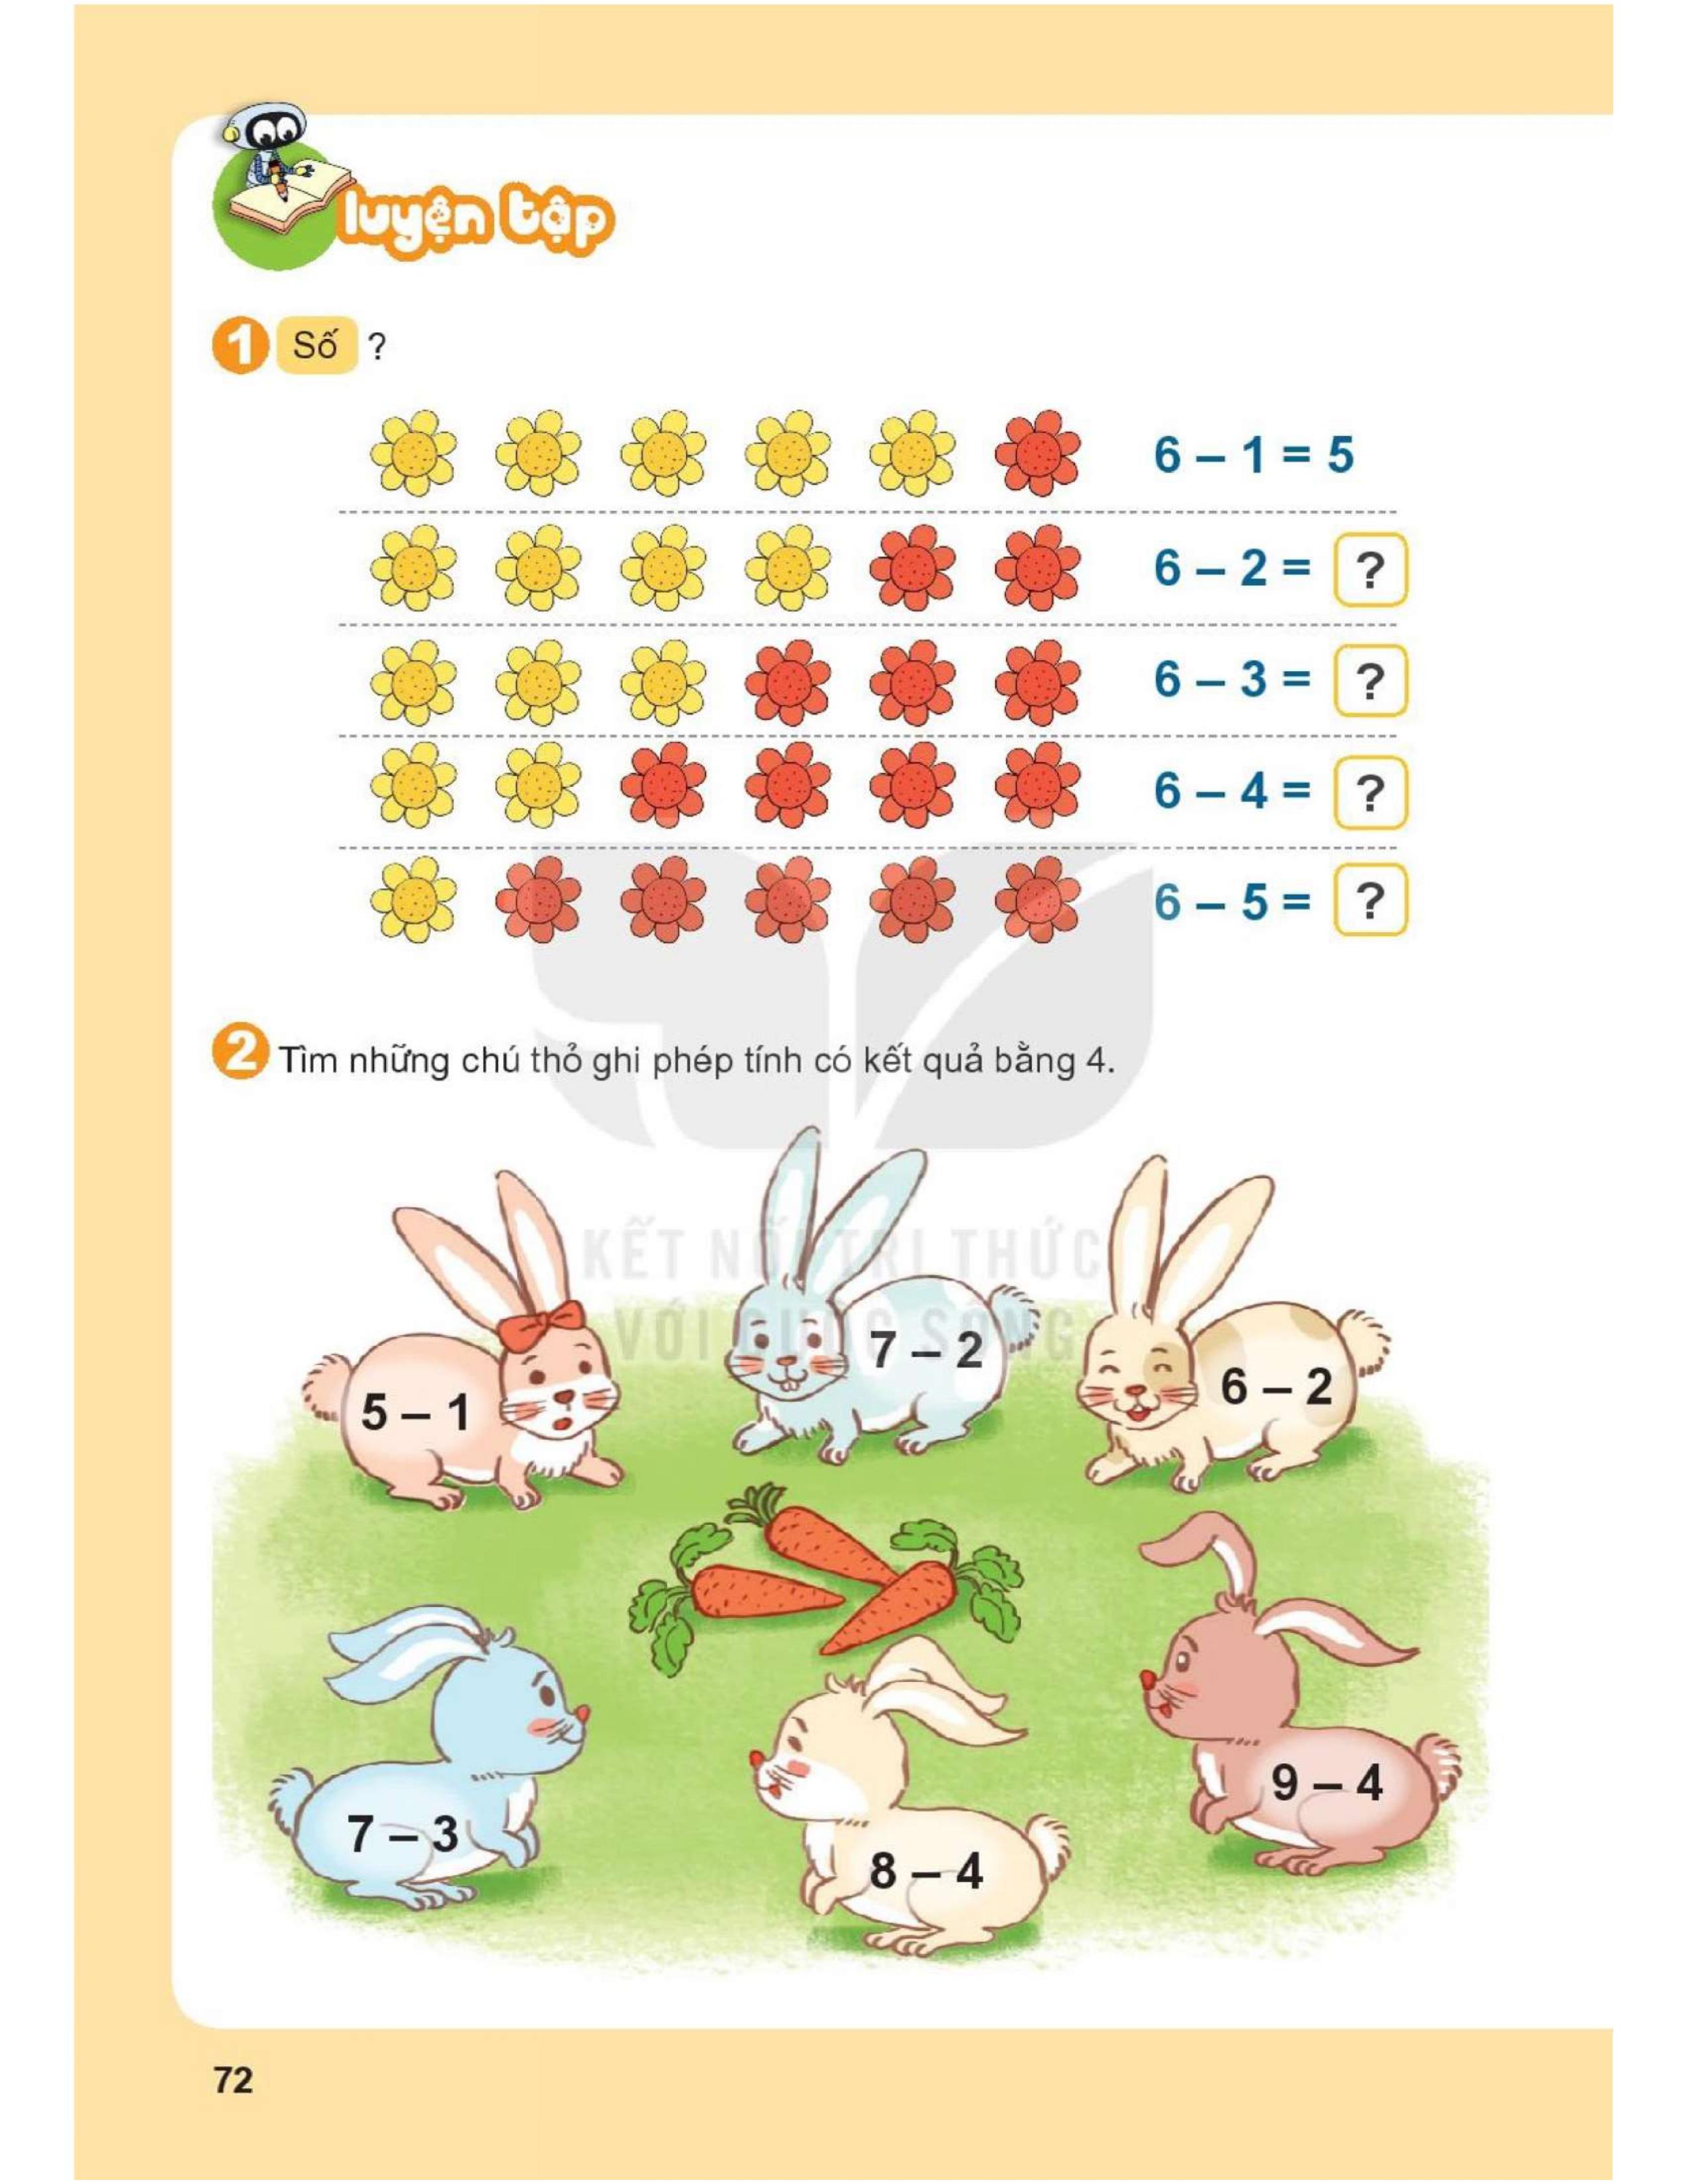 luyện tập
1 Số ?
6 – 1 = 5
6 – 2 = ?
6 – 3 = ?
6 – 4 = ?
6 – 5 = ?
2 Tìm những chú thỏ ghi phép tính có kết quả bằng 4.
KẾT NỐI TRI THỨC
VỚI CUỘC SỐNG
5 – 1
7 – 2
6 – 2
7 – 3
8 – 4
9 – 4
72